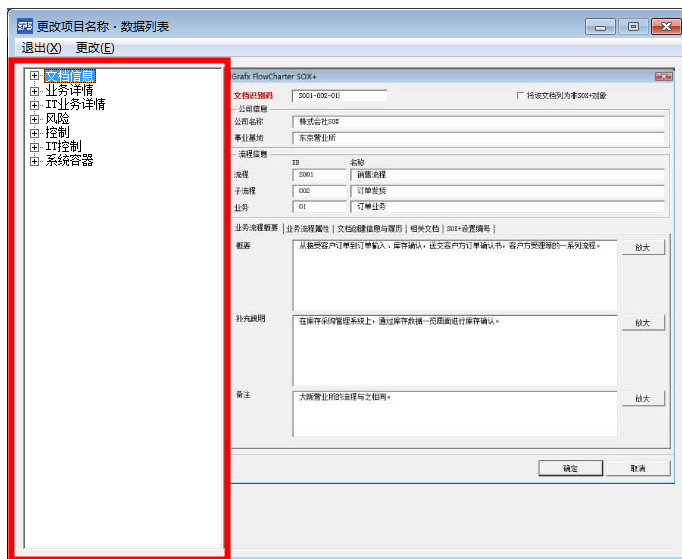 SPS 更改项目名称・数据列表
退出(X) 更改(E)
文档信息
业务详情
IT业务详情
风险
控制
IT控制
系统容器
iGrafx FlowCharter SOX+
文档识别码 S001-002-01 将该文档列为非SOX+对象
公司信息
公司名称 株式会社SOX
事业基地 东京营业所
流程信息
ID 名称
流程 S001 销售流程
子流程 002 订单发货
业务 01 订单业务
业务流程概要 业务流程属性 文档创建信息与履历 相关文档 SOX+设置编号
概要 从接受客户订单到订单输入、库存确认，送交客户方订单确认书，客户方受理等的一系列流程。 放大
补充说明 在库存采购管理系统上，通过库存数据一览画面进行库存确认。 放大
备注 大阪营业所的流程与之相同。 放大
确定 取消